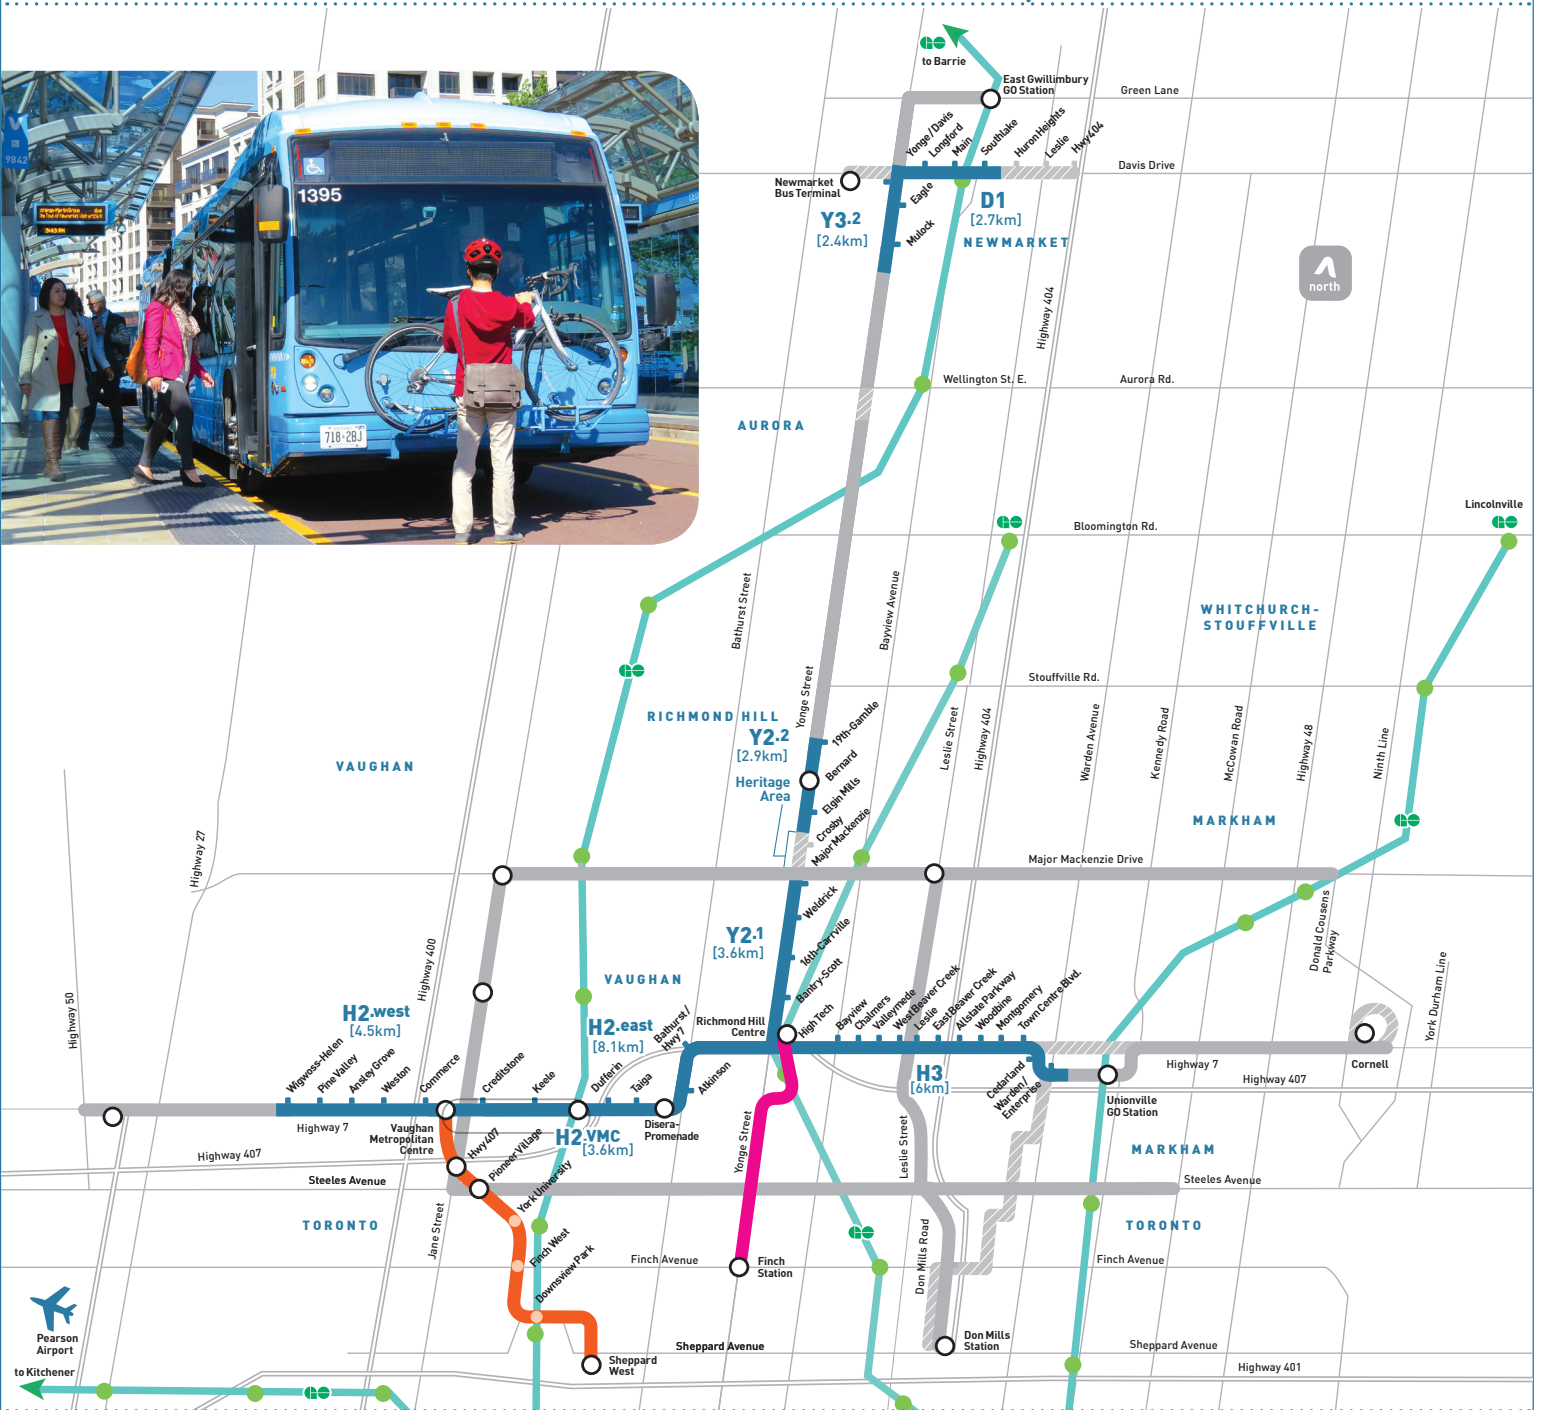 to Barrie
East Gwillimbury
GO Station
Green Lane
Yonge/Davis
Longford
Main
Southlake
Huron Heights
Leslie
Hwy 404
Davis Drive
Newmarket
Bus Terminal
Eagle
Mulock
Y3.2
[2.4km]
D1
[2.7km]
NEWMARKET
north
Highway 404
9842
1395
718·2BJ
Wellington St. E.
Aurora Rd.
AURORA
Lincolnville
Bloomington Rd.
Bathurst Street
Bayview Avenue
WHITCHURCH-
STOUFFVILLE
Stouffville Rd.
Yonge Street
RICHMOND HILL
Y2.2
[2.9km]
Heritage
Area
19th-Gamble
Bernard
Elgin Mills
Crosby
Major Mackenzie
Leslie Street
Highway 404
Warden Avenue
Kennedy Road
McCowan Road
Highway 48
Ninth Line
VAUGHAN
MARKHAM
Highway 27
Major Mackenzie Drive
Weldrick
16th-Carrville
Bantry-Scott
Y2.1
[3.6km]
Donald Cousens
Parkway
York Durham Line
Highway 400
Highway 50
VAUGHAN
H2.west
[4.5km]
H2.east
[8.1km]
Bathurst/
Hwy 7
Richmond Hill
Centre
High Tech
Bayview
Chalmers
Valleymede
West Beaver Creek
Leslie
East Beaver Creek
Allstate Parkway
Woodbine
Montgomery
Town Centre Blvd.
Wigwoss-Helen
Pine Valley
Ansley Grove
Weston
Commerce
Creditstone
Keele
Dufferin
Taiga
Atkinson
H3
[6km]
Cedarland
Warden/
Enterprise
Highway 7
Cornell
Highway 407
Unionville
GO Station
Highway 7
Vaughan
Metropolitan
Centre
Hwy 407
Pioneer Village
H2.VMC
[3.6km]
Disera-
Promenade
Yonge Street
Leslie Street
MARKHAM
Highway 407
Steeles Avenue
York University
Steeles Avenue
TORONTO
Jane Street
Finch West
Downsview Park
Finch Avenue
Finch
Station
Don Mills Road
TORONTO
Finch Avenue
Pearson
Airport
to Kitchener
Sheppard
West
Sheppard Avenue
Don Mills
Station
Sheppard Avenue
Highway 401